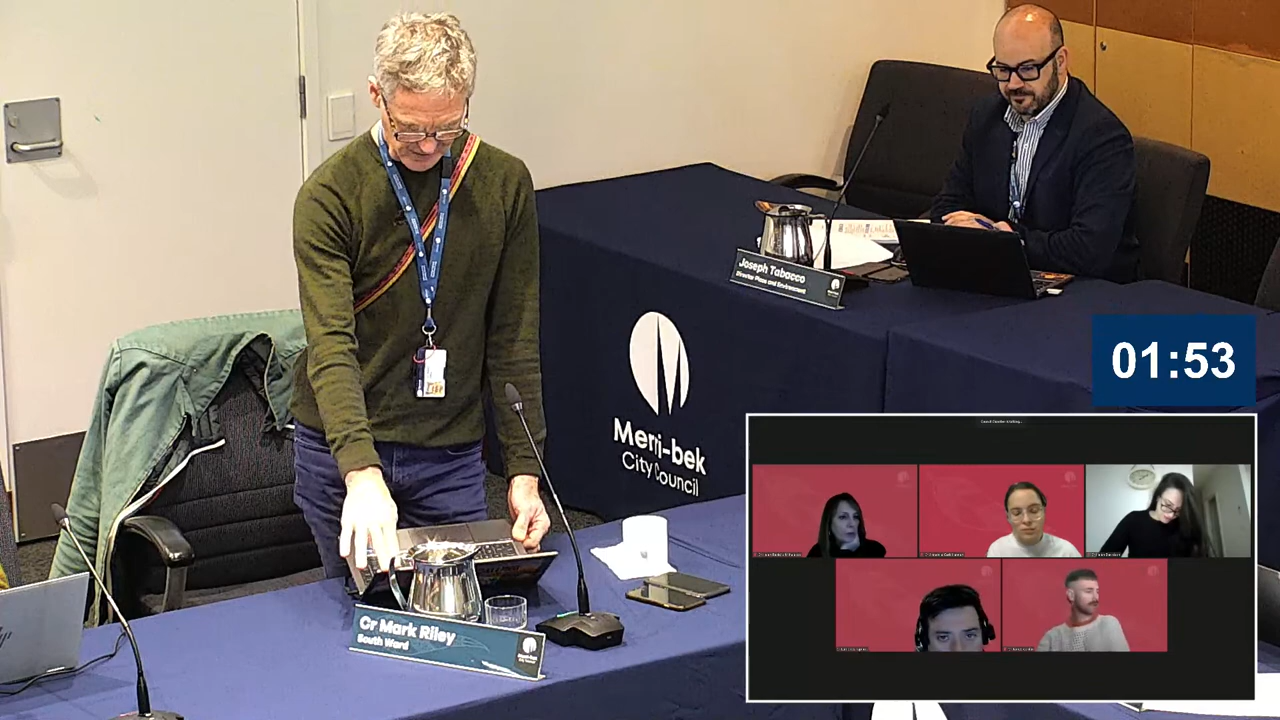 Joseph Tabacco
Director Place and Environment
01:53
Merri-bek
City Council
Cr Mark Riley
South Ward